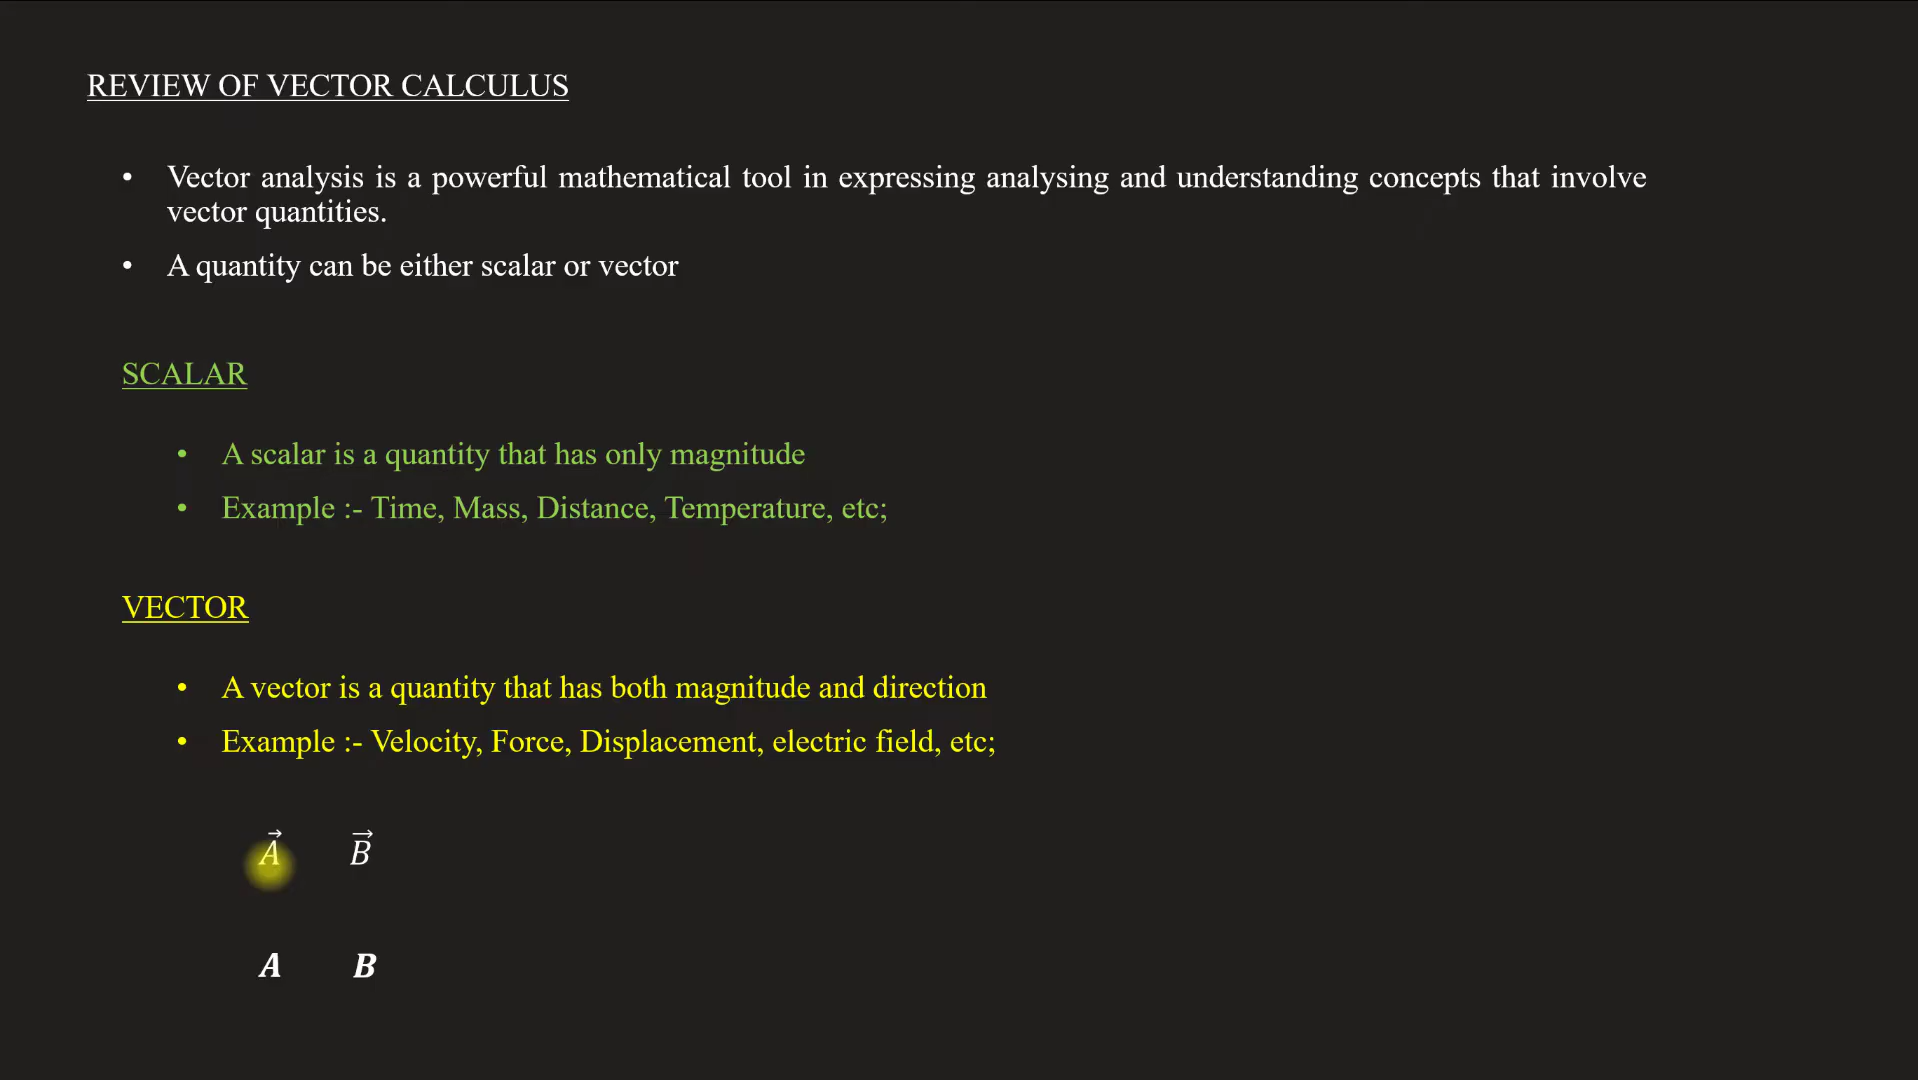 REVIEW OF VECTOR CALCULUS
• Vector analysis is a powerful mathematical tool in expressing analysing and understanding concepts that involve
vector quantities.
• A quantity can be either scalar or vector
SCALAR
• A scalar is a quantity that has only magnitude
• Example :- Time, Mass, Distance, Temperature, etc;
VECTOR
• A vector is a quantity that has both magnitude and direction
• Example :- Velocity, Force, Displacement, electric field, etc;
A⃗ B⃗
A B